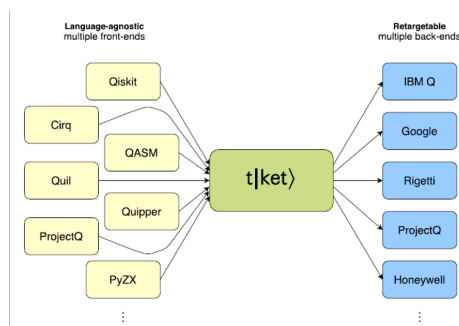 Language-agnostic
multiple front-ends
Retargetable
multiple back-ends
Qiskit
Cirq
QASM
Quil
Quipper
ProjectQ
PyZX
⋮
t|ket⟩
IBM Q
Google
Rigetti
ProjectQ
Honeywell
⋮